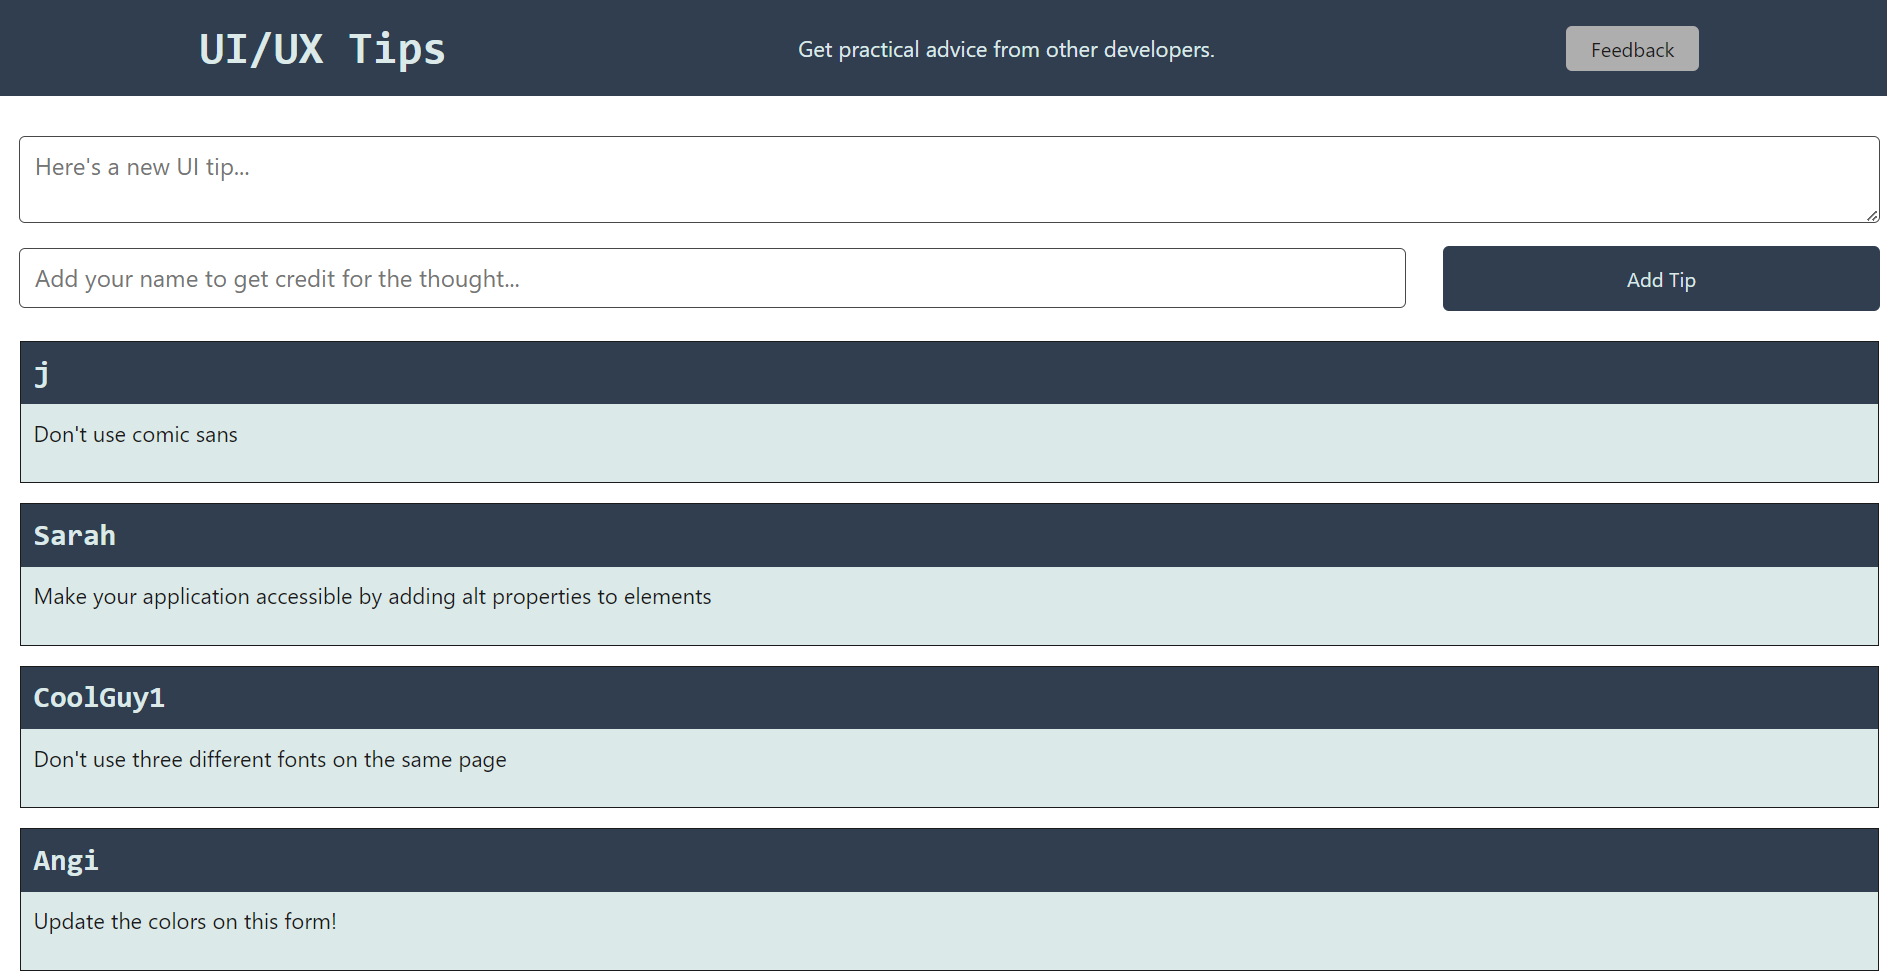 UI/UX Tips
Get practical advice from other developers.
Feedback
Here's a new UI tip...
Add your name to get credit for the thought...
Add Tip
j
Don't use comic sans
Sarah
Make your application accessible by adding alt properties to elements
CoolGuy1
Don't use three different fonts on the same page
Angi
Update the colors on this form!